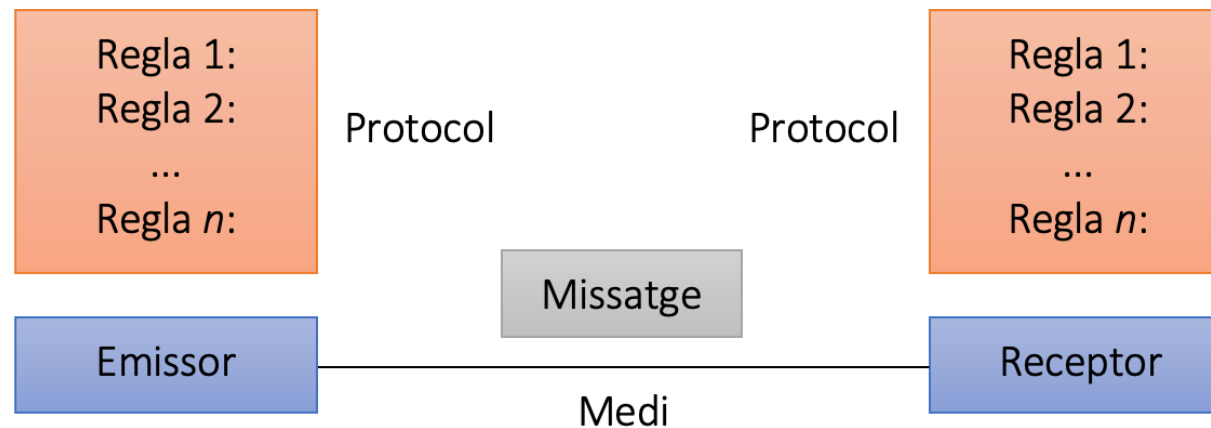 Regla 1:
Regla 2:
...
Regla n:
Protocol
Protocol
Regla 1:
Regla 2:
...
Regla n:
Missatge
Emissor
Receptor
Medi